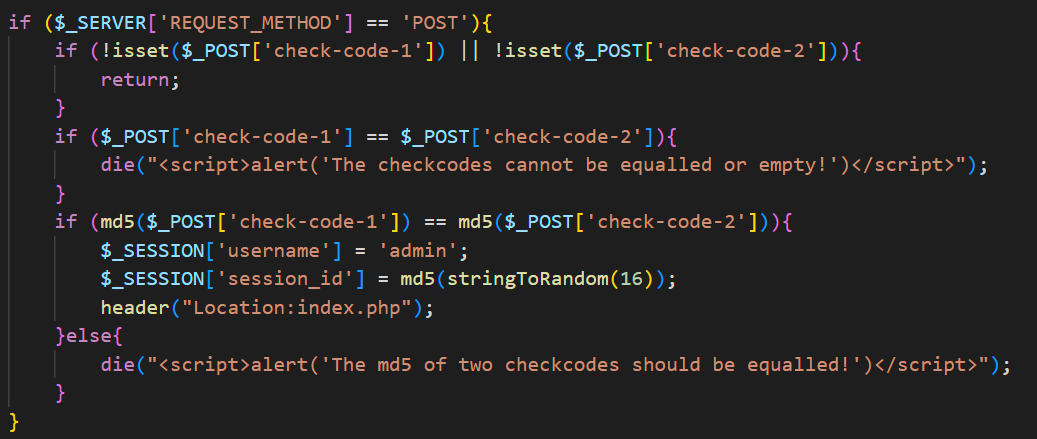 if ($_SERVER['REQUEST_METHOD'] == 'POST'){
    if (!isset($_POST['check-code-1']) || !isset($_POST['check-code-2'])){
        return;
    }
    if ($_POST['check-code-1'] == $_POST['check-code-2']){
        die("<script>alert('The checkcodes cannot be equalled or empty!')</script>");
    }
    if (md5($_POST['check-code-1']) == md5($_POST['check-code-2'])){
        $_SESSION['username'] = 'admin';
        $_SESSION['session_id'] = md5(stringToRandom(16));
        header("Location:index.php");
    }else{
        die("<script>alert('The md5 of two checkcodes should be equalled!')</script>");
    }
}